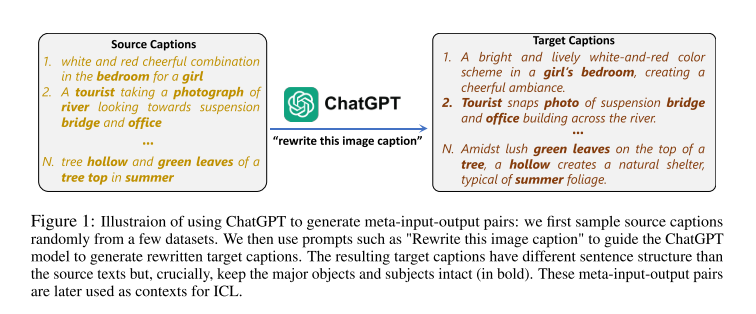 Source Captions
1. white and red cheerful combination
in the bedroom for a girl
2. A tourist taking a photograph of
river looking towards suspension
bridge and office
...
N. tree hollow and green leaves of a
tree top in summer
ChatGPT
“rewrite this image caption”
Target Captions
1. A bright and lively white-and-red color
scheme in a girl’s bedroom, creating a
cheerful ambiance.
2. Tourist snaps photo of suspension bridge
and office building across the river.
...
N. Amidst lush green leaves on the top of a
tree, a hollow creates a natural shelter,
typical of summer foliage.
Figure 1: Illustraion of using ChatGPT to generate meta-input-output pairs: we first sample source captions
randomly from a few datasets. We then use prompts such as "Rewrite this image caption" to guide the ChatGPT
model to generate rewritten target captions. The resulting target captions have different sentence structure than
the source texts but, crucially, keep the major objects and subjects intact (in bold). These meta-input-output pairs
are later used as contexts for ICL.